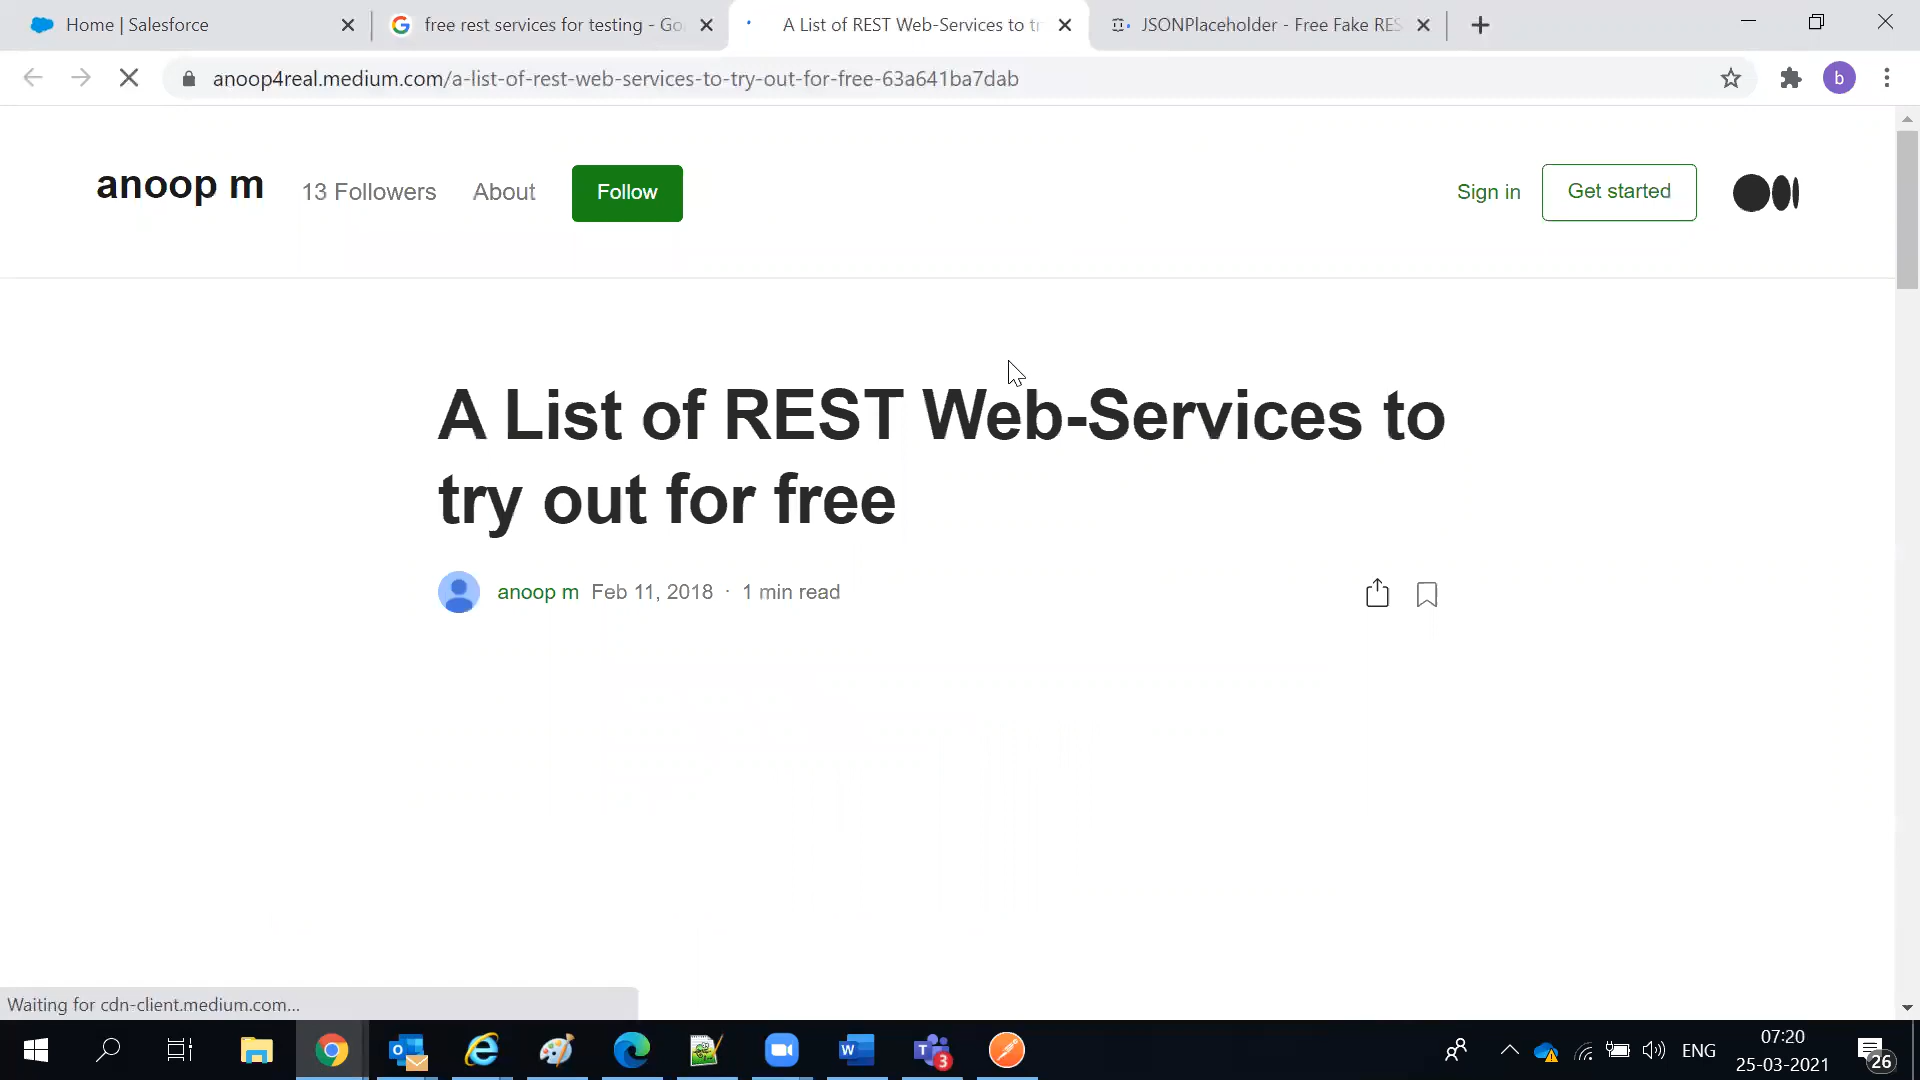 Home | Salesforce
free rest services for testing - Go
A List of REST Web-Services to tr
JSONPlaceholder - Free Fake RES
anoop4real.medium.com/a-list-of-rest-web-services-to-try-out-for-free-63a641ba7dab
b
anoop m
13 Followers
About
Follow
Sign in
Get started
A List of REST Web-Services to
try out for free
anoop m Feb 11, 2018 · 1 min read
Waiting for cdn-client.medium.com...
3
ENG
07:20
25-03-2021
26